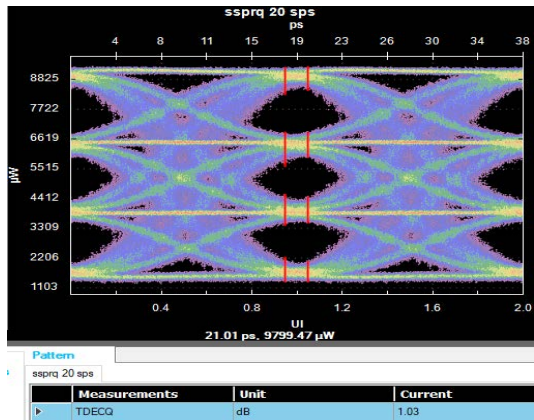 ssprq 20 sps
ps
4 8 11 15 19 23 26 30 34 38
8825
7722
6619
5515
4412
3309
2206
1103
µW
0.4 0.8 1.2 1.6 2.0
UI
21.01 ps, 9799.47 µW
Pattern
ssprq 20 sps
Measurements Unit Current
TDECQ dB 1.03